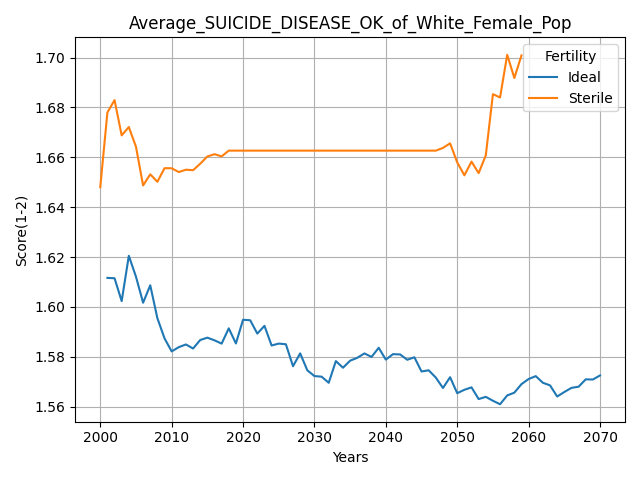 Average_SUICIDE_DISEASE_OK_of_White_Female_Pop
Fertility
Ideal
Sterile
Score(1-2)
1.70
1.68
1.66
1.64
1.62
1.60
1.58
1.56
2000 2010 2020 2030 2040 2050 2060 2070
Years